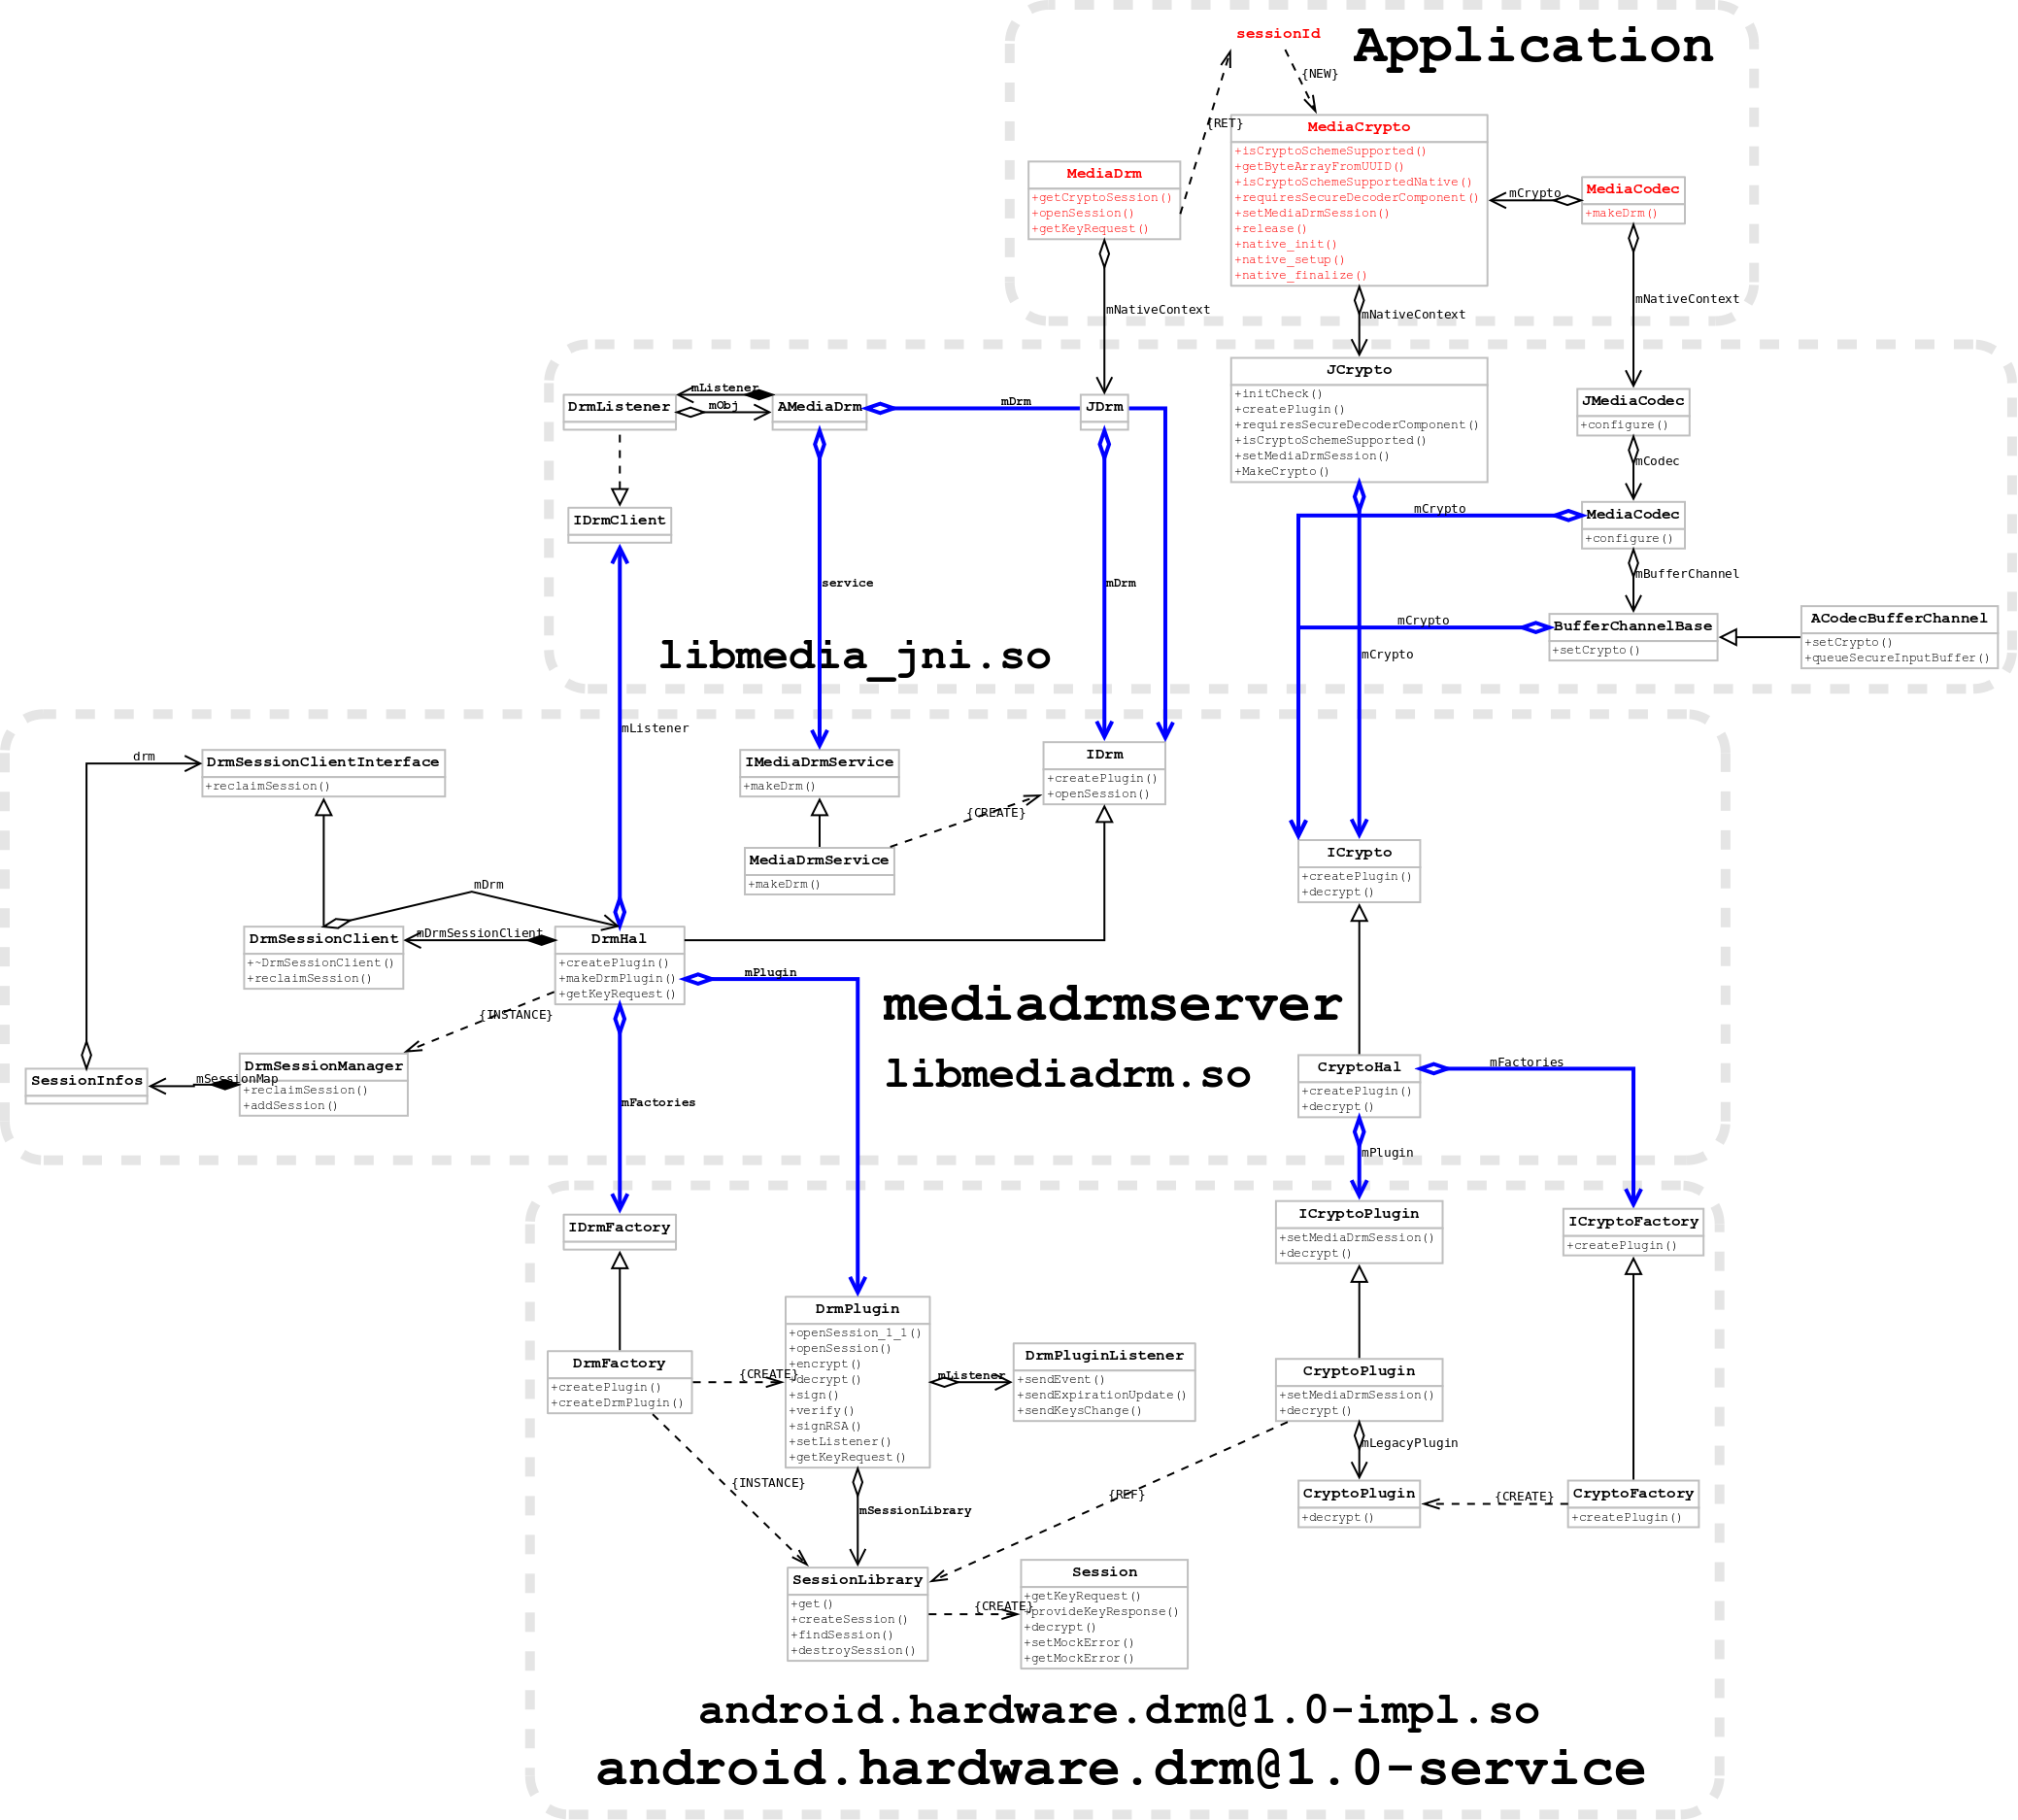 sessionId
Application
{NEW}
{RET}
MediaCrypto
+isCryptoSchemeSupported()
+getByteArrayFromUUID()
+isCryptoSchemeSupportedNative()
+requiresSecureDecoderComponent()
+setMediaDrmSession()
+release()
+native_init()
+native_setup()
+native_finalize()
MediaDrm
+getCryptoSession()
+openSession()
+getKeyRequest()
mCrypto
MediaCodec
+makeDrm()
mNativeContext
mNativeContext
mNativeContext
DrmListener
mListener
mObj
AMediaDrm
mDrm
JDrm
JCrypto
+initCheck()
+createPlugin()
+requiresSecureDecoderComponent()
+isCryptoSchemeSupported()
+setMediaDrmSession()
+MakeCrypto()
JMediaCodec
+configure()
mCodec
IDrmClient
mCrypto
MediaCodec
+configure()
service
mDrm
mBufferChannel
mCrypto
BufferChannelBase
+setCrypto()
ACodecBufferChannel
+setCrypto()
+queueSecureInputBuffer()
libmedia_jni.so
mCrypto
mListener
drm
DrmSessionClientInterface
+reclaimSession()
IMediaDrmService
+makeDrm()
IDrm
+createPlugin()
+openSession()
{CREATE}
MediaDrmService
+makeDrm()
ICrypto
+createPlugin()
+decrypt()
mDrm
DrmSessionClient
+~DrmSessionClient()
+reclaimSession()
mDrmSessionClient
DrmHal
+createPlugin()
+makeDrmPlugin()
+getKeyRequest()
mPlugin
{INSTANCE}
mediadrmserver
libmediadrm.so
SessionInfos
mSessionMap
DrmSessionManager
+reclaimSession()
+addSession()
mFactories
CryptoHal
+createPlugin()
+decrypt()
mFactories
mPlugin
IDrmFactory
ICryptoPlugin
+setMediaDrmSession()
+decrypt()
ICryptoFactory
+createPlugin()
DrmPlugin
+openSession_1_1()
+openSession()
+encrypt()
+decrypt()
+sign()
+verify()
+signRSA()
+setListener()
+getKeyRequest()
DrmFactory
+createPlugin()
+createDrmPlugin()
{CREATE}
mListener
DrmPluginListener
+sendEvent()
+sendExpirationUpdate()
+sendKeysChange()
CryptoPlugin
+setMediaDrmSession()
+decrypt()
mLegacyPlugin
{INSTANCE}
mSessionLibrary
{REF}
CryptoPlugin
+decrypt()
{CREATE}
CryptoFactory
+createPlugin()
SessionLibrary
+get()
+createSession()
+findSession()
+destroySession()
{CREATE}
Session
+getKeyRequest()
+provideKeyResponse()
+decrypt()
+setMockError()
+getMockError()
android.hardware.drm@1.0-impl.so
android.hardware.drm@1.0-service